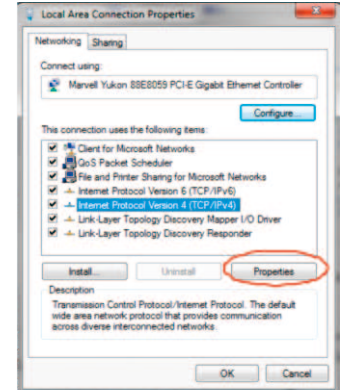 Local Area Connection Properties
Networking Sharing
Connect using:
Marvell Yukon 88E8059 PCI-E Gigabit Ethernet Controller
Configure...
This connection uses the following items:
Client for Microsoft Networks
QoS Packet Scheduler
File and Printer Sharing for Microsoft Networks
Internet Protocol Version 6 (TCP/IPv6)
Internet Protocol Version 4 (TCP/IPv4)
Link-Layer Topology Discovery Mapper I/O Driver
Link-Layer Topology Discovery Responder
Install... Uninstall Properties
Description
Transmission Control Protocol/Internet Protocol. The default
wide area network protocol that provides communication
across diverse interconnected networks.
OK Cancel